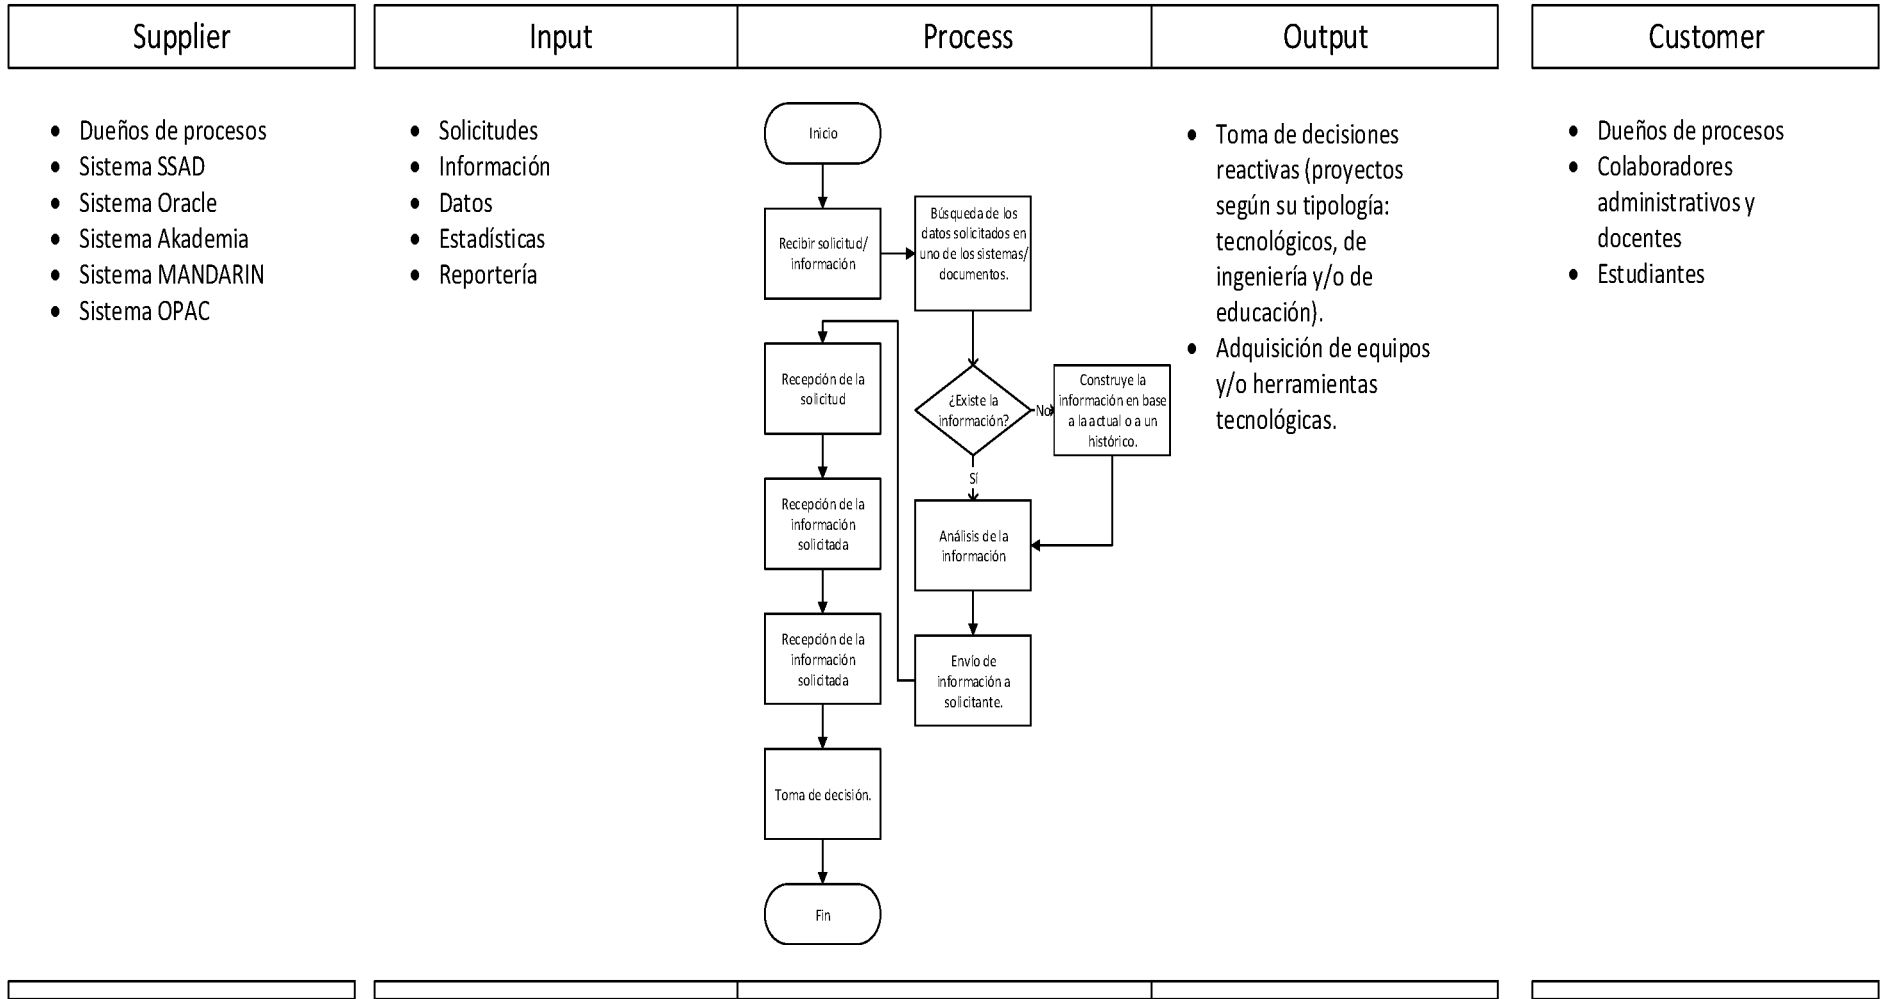 Supplier
Input
Process
Output
Customer
Dueños de procesos
Sistema SSAD
Sistema Oracle
Sistema Akademia
Sistema MANDARIN
Sistema OPAC
Solicitudes
Información
Datos
Estadísticas
Reportería
Inicio
Recibir solicitud/
información
Búsqueda de los
datos solicitados en
uno de los sistemas/
documentos.
¿Existe la
información?
No
Construye la
información en base
a la actual o a un
histórico.
Sí
Análisis de la
información
Envío de
información a
solicitante.
Recepción de la
solicitud
Recepción de la
información
solicitada
Recepción de la
información
solicitada
Toma de decisión.
Fin
Toma de decisiones
reactivas (proyectos
según su tipología:
tecnológicos, de
ingeniería y/o de
educación).
Adquisición de equipos
y/o herramientas
tecnológicas.
Dueños de procesos
Colaboradores
administrativos y
docentes
Estudiantes